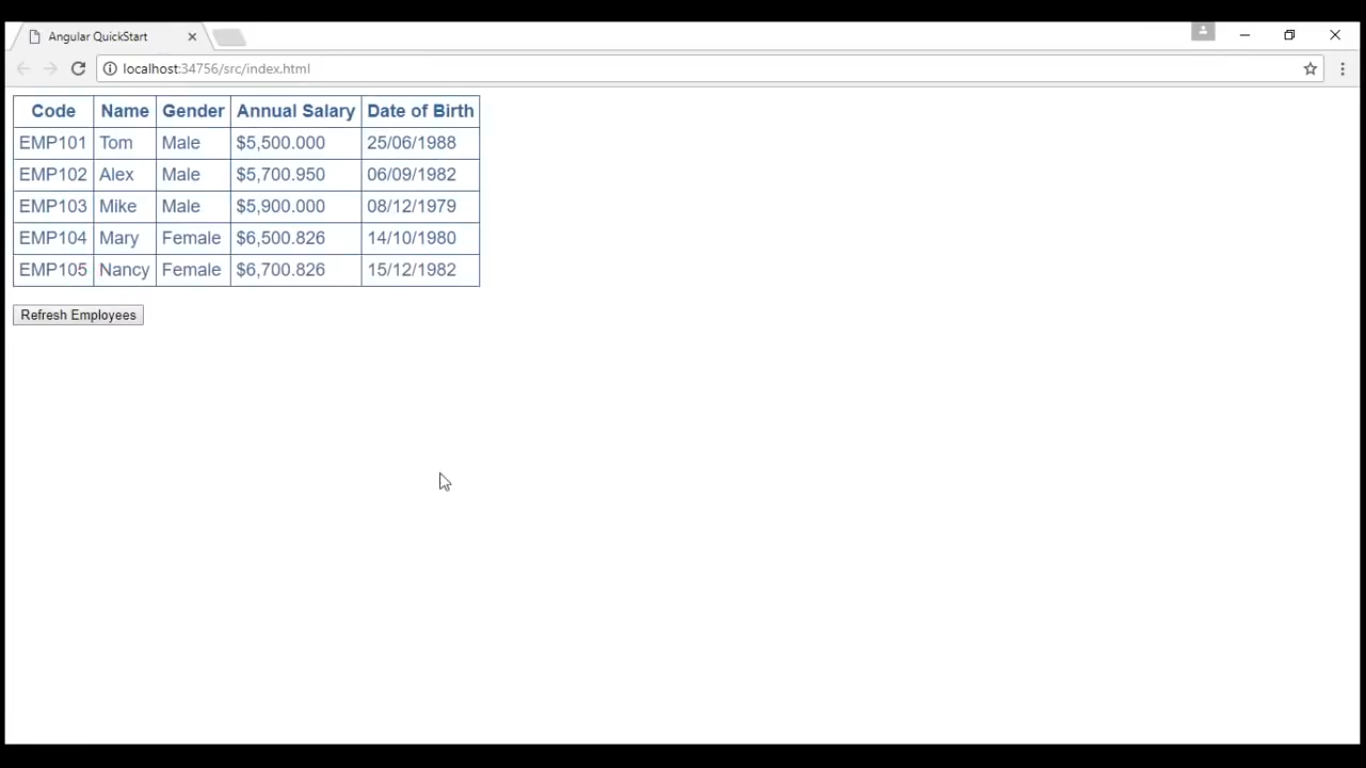 Angular QuickStart
localhost:34756/src/index.html
Code Name Gender Annual Salary Date of Birth
EMP101 Tom Male $5,500.000 25/06/1988
EMP102 Alex Male $5,700.950 06/09/1982
EMP103 Mike Male $5,900.000 08/12/1979
EMP104 Mary Female $6,500.826 14/10/1980
EMP105 Nancy Female $6,700.826 15/12/1982
Refresh Employees